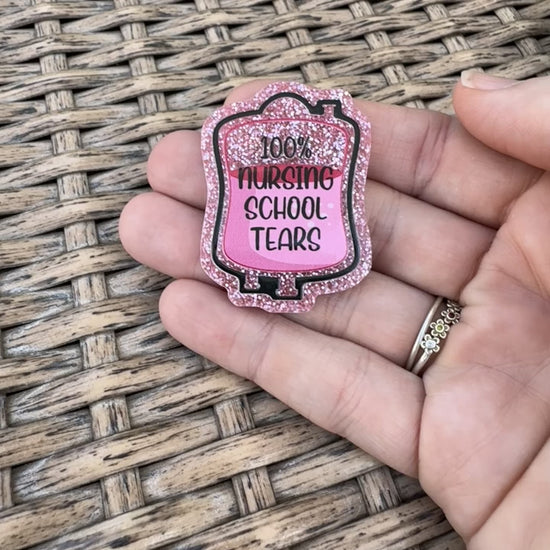 100%
NURSING
SCHOOL
TEARS